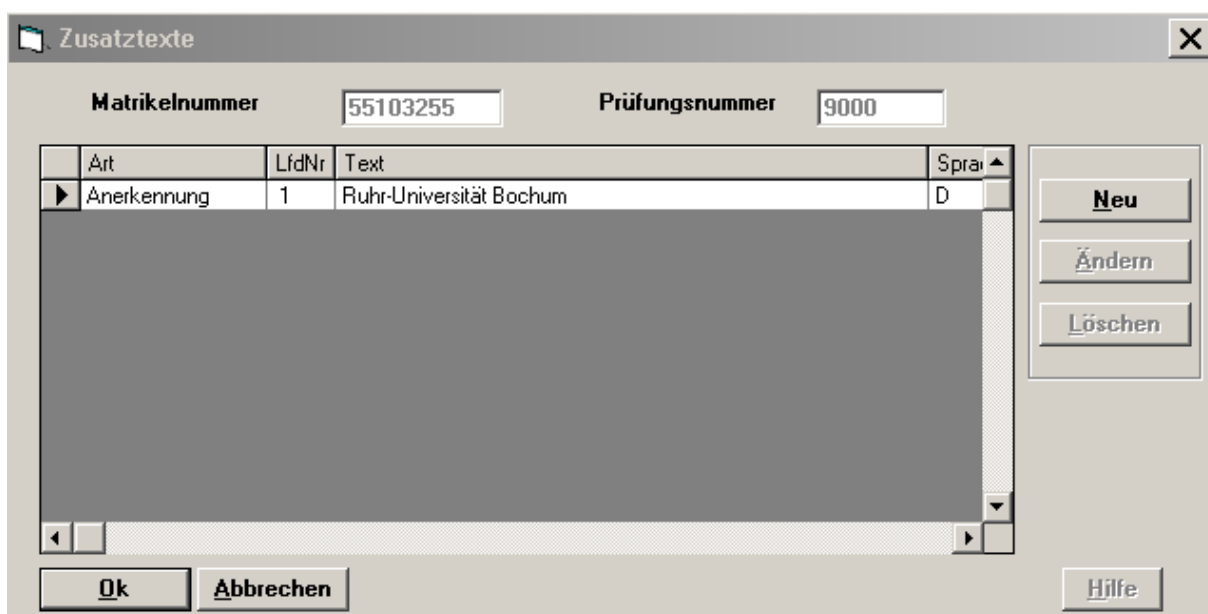 Zusatztexte
Matrikelnummer 55103255 Prüfungsnummer 9000
Art LfdNr Text Sprac
Anerkennung 1 Ruhr-Universität Bochum D
Neu
Ändern
Löschen
Ok Abbrechen Hilfe